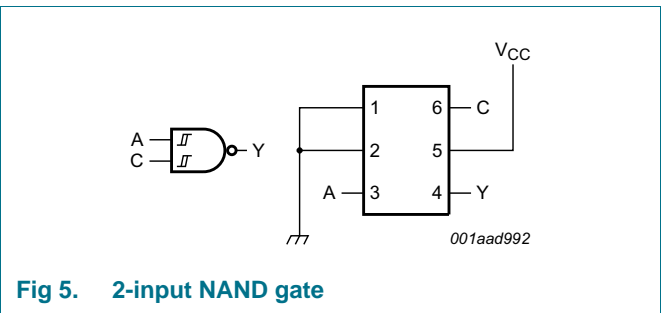 VCC
1 6 C
A
C
Y
2 5
A 3 4 Y
001aad992
Fig 5. 2-input NAND gate